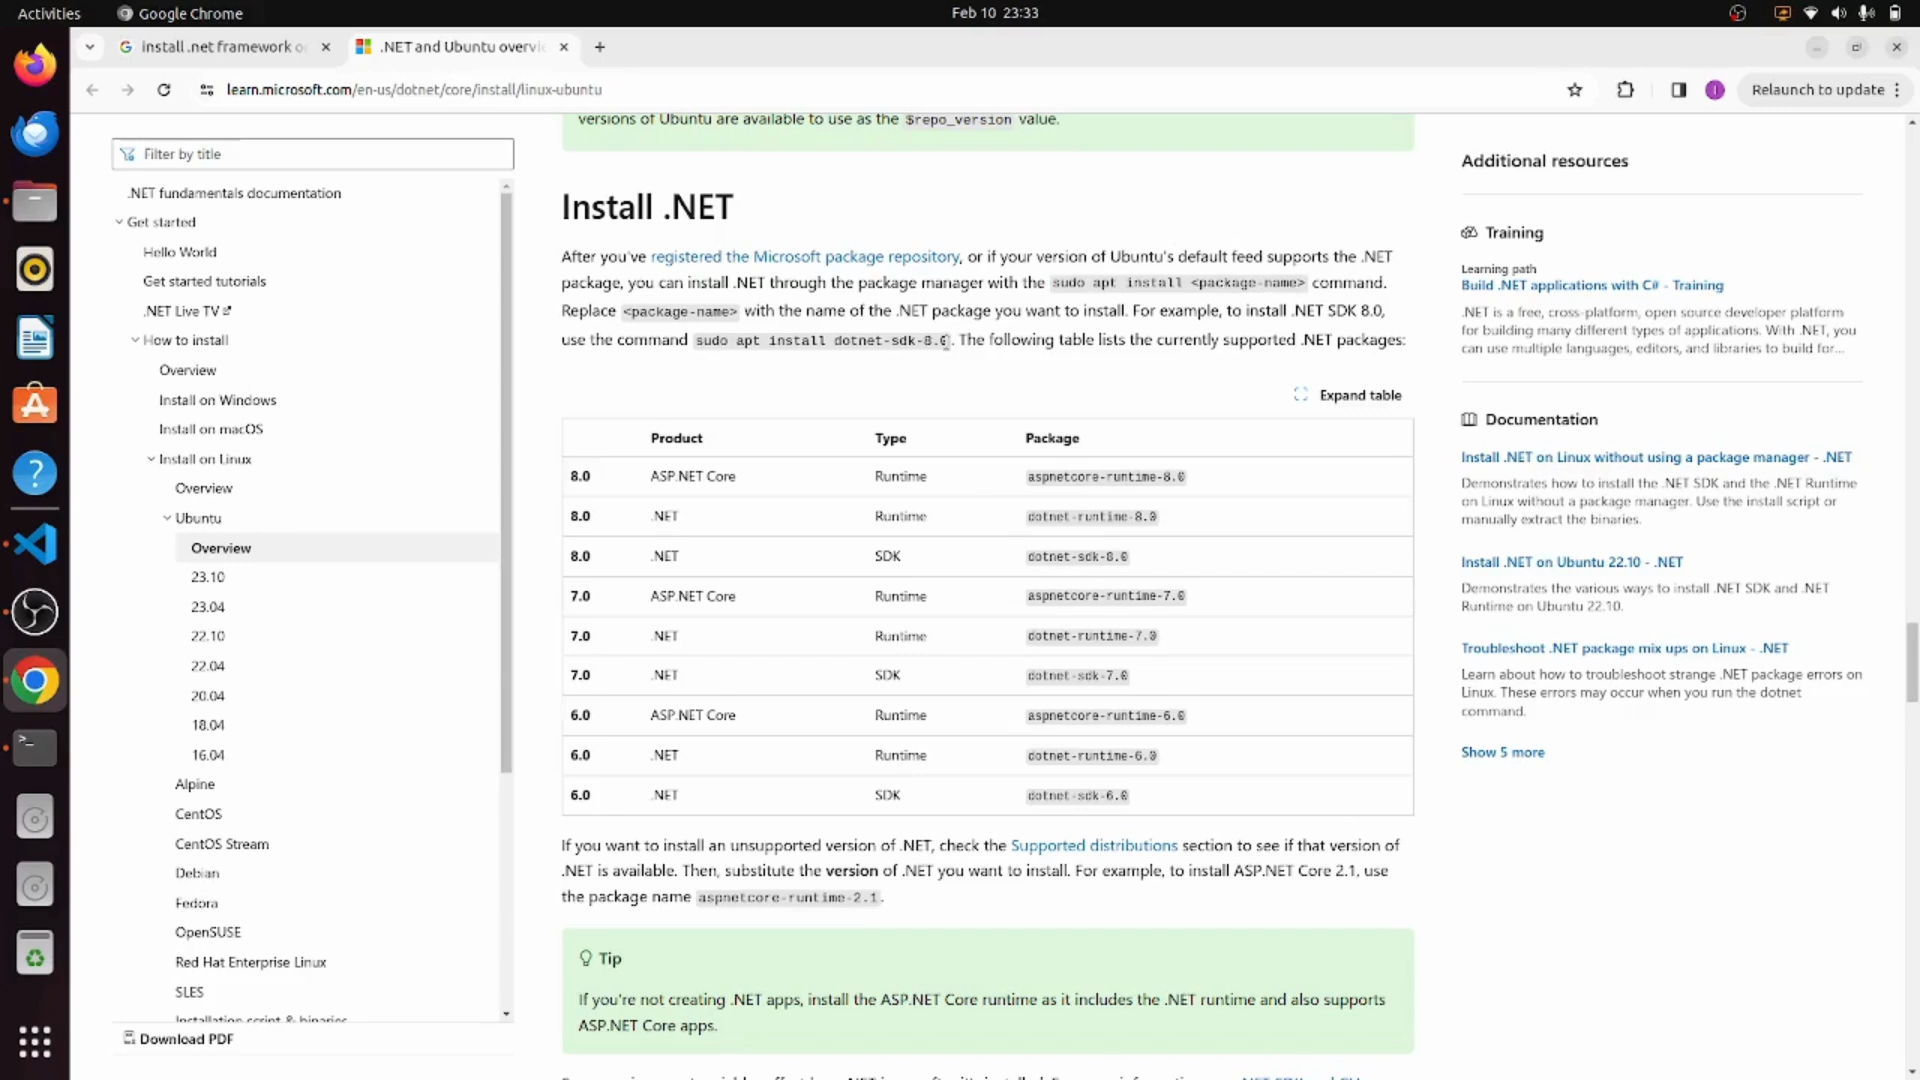 Activities
Google Chrome
Feb 10 23:33
install .net framework o
.NET and Ubuntu overvi
learn.microsoft.com/en-us/dotnet/core/install/linux-ubuntu
Relaunch to update
Filter by title
.NET fundamentals documentation
Get started
Hello World
Get started tutorials
.NET Live TV
How to install
Overview
Install on Windows
Install on macOS
Install on Linux
Overview
Ubuntu
Overview
23.10
23.04
22.10
22.04
20.04
18.04
16.04
Alpine
CentOS
CentOS Stream
Debian
Fedora
OpenSUSE
Red Hat Enterprise Linux
SLES
Installation script & binaries
Download PDF
versions of Ubuntu are available to use as the $repo_version value.
Install .NET
After you've registered the Microsoft package repository, or if your version of Ubuntu's default feed supports the .NET
package, you can install .NET through the package manager with the sudo apt install <package-name> command.
Replace <package-name> with the name of the .NET package you want to install. For example, to install .NET SDK 8.0,
use the command sudo apt install dotnet-sdk-8.0. The following table lists the currently supported .NET packages:
Expand table
Product Type Package
8.0 ASP.NET Core Runtime aspnetcore-runtime-8.0
8.0 .NET Runtime dotnet-runtime-8.0
8.0 .NET SDK dotnet-sdk-8.0
7.0 ASP.NET Core Runtime aspnetcore-runtime-7.0
7.0 .NET Runtime dotnet-runtime-7.0
7.0 .NET SDK dotnet-sdk-7.0
6.0 ASP.NET Core Runtime aspnetcore-runtime-6.0
6.0 .NET Runtime dotnet-runtime-6.0
6.0 .NET SDK dotnet-sdk-6.0
If you want to install an unsupported version of .NET, check the Supported distributions section to see if that version of
.NET is available. Then, substitute the version of .NET you want to install. For example, to install ASP.NET Core 2.1, use
the package name aspnetcore-runtime-2.1.
Tip
If you're not creating .NET apps, install the ASP.NET Core runtime as it includes the .NET runtime and also supports
ASP.NET Core apps.
Additional resources
Training
Learning path
Build .NET applications with C# - Training
.NET is a free, cross-platform, open source developer platform
for building many different types of applications. With .NET, you
can use multiple languages, editors, and libraries to build for...
Documentation
Install .NET on Linux without using a package manager - .NET
Demonstrates how to install the .NET SDK and the .NET Runtime
on Linux without a package manager. Use the install script or
manually extract the binaries.
Install .NET on Ubuntu 22.10 - .NET
Demonstrates the various ways to install .NET SDK and .NET
Runtime on Ubuntu 22.10.
Troubleshoot .NET package mix ups on Linux - .NET
Learn about how to troubleshoot strange .NET package errors on
Linux. These errors may occur when you run the dotnet
command.
Show 5 more